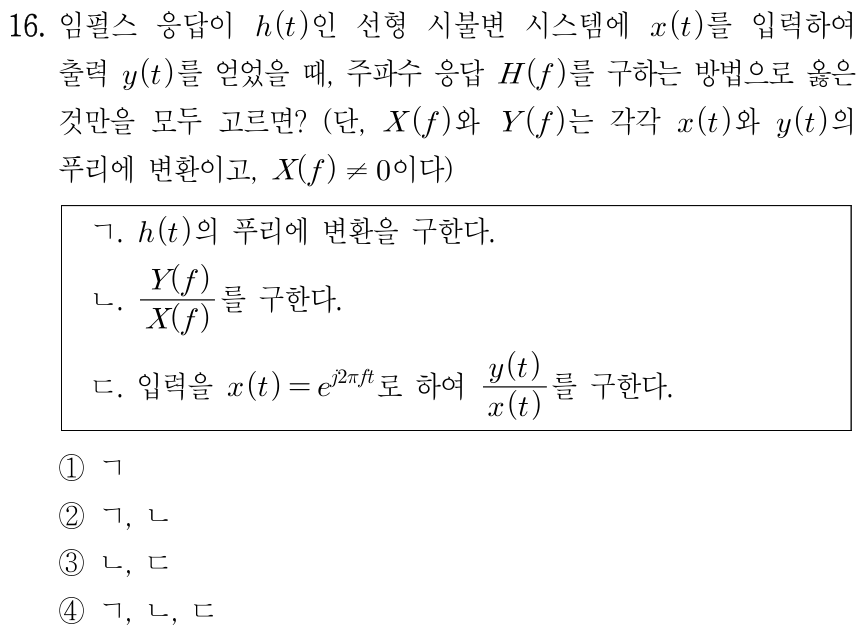 16. 임펄스 응답이 h(t)인 선형 시불변 시스템에 x(t)를 입력하여
출력 y(t)를 얻었을 때, 주파수 응답 H(f)를 구하는 방법으로 옳은
것만을 모두 고르면? (단, X(f)와 Y(f)는 각각 x(t)와 y(t)의
푸리에 변환이고, X(f) ≠ 0이다)
ㄱ. h(t)의 푸리에 변환을 구한다.
ㄴ. Y(f)/X(f)를 구한다.
ㄷ. 입력을 x(t) = e^{j2πft}로 하여 y(t)/x(t)를 구한다.
① ㄱ
② ㄱ, ㄴ
③ ㄴ, ㄷ
④ ㄱ, ㄴ, ㄷ